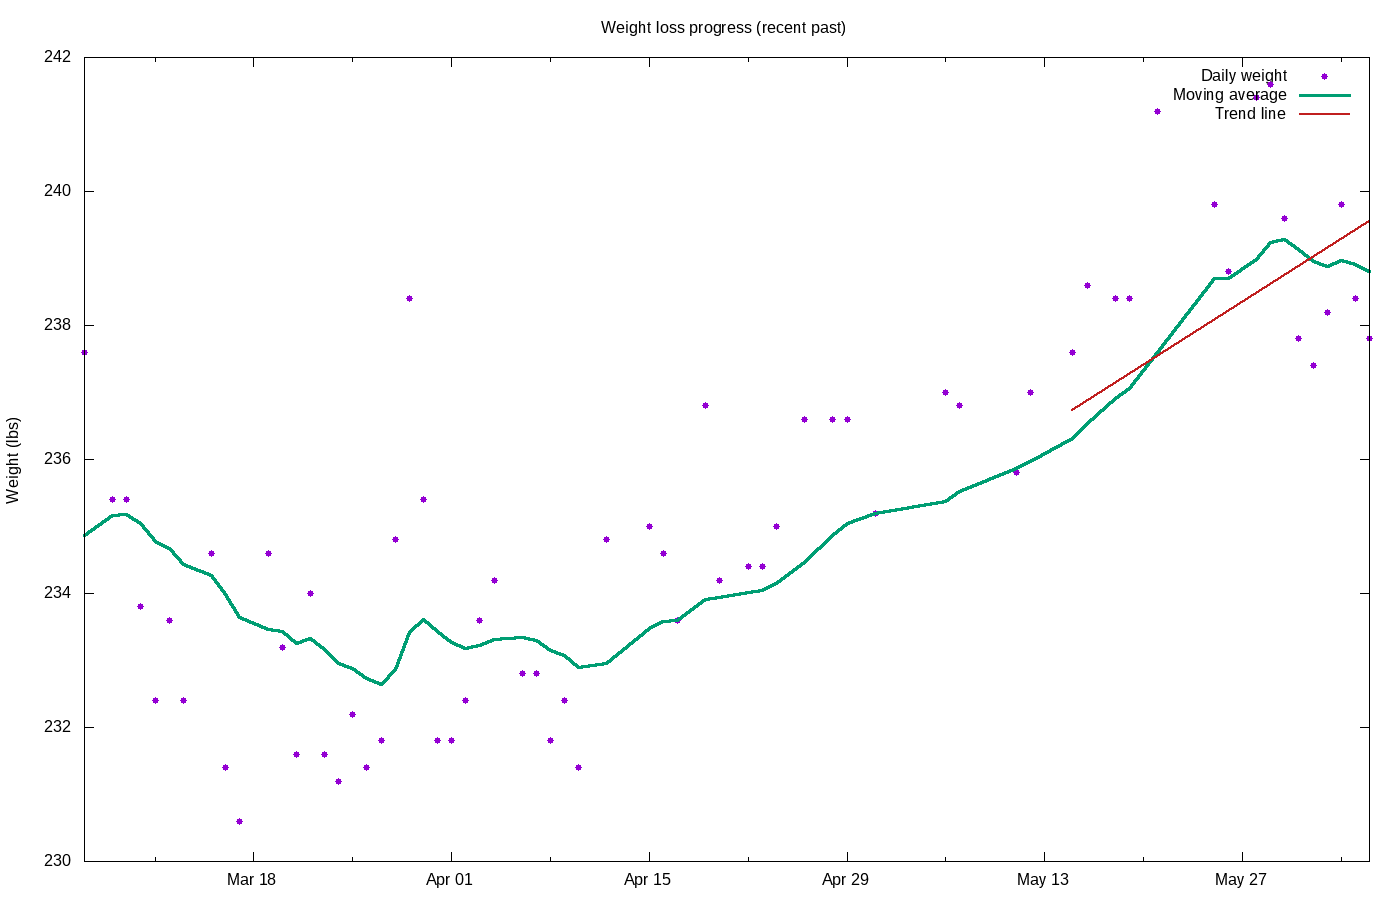 Weight loss progress (recent past)
242
240
238
236
234
232
230
Weight (lbs)
Daily weight
Moving average
Trend line
Mar 18
Apr 01
Apr 15
Apr 29
May 13
May 27